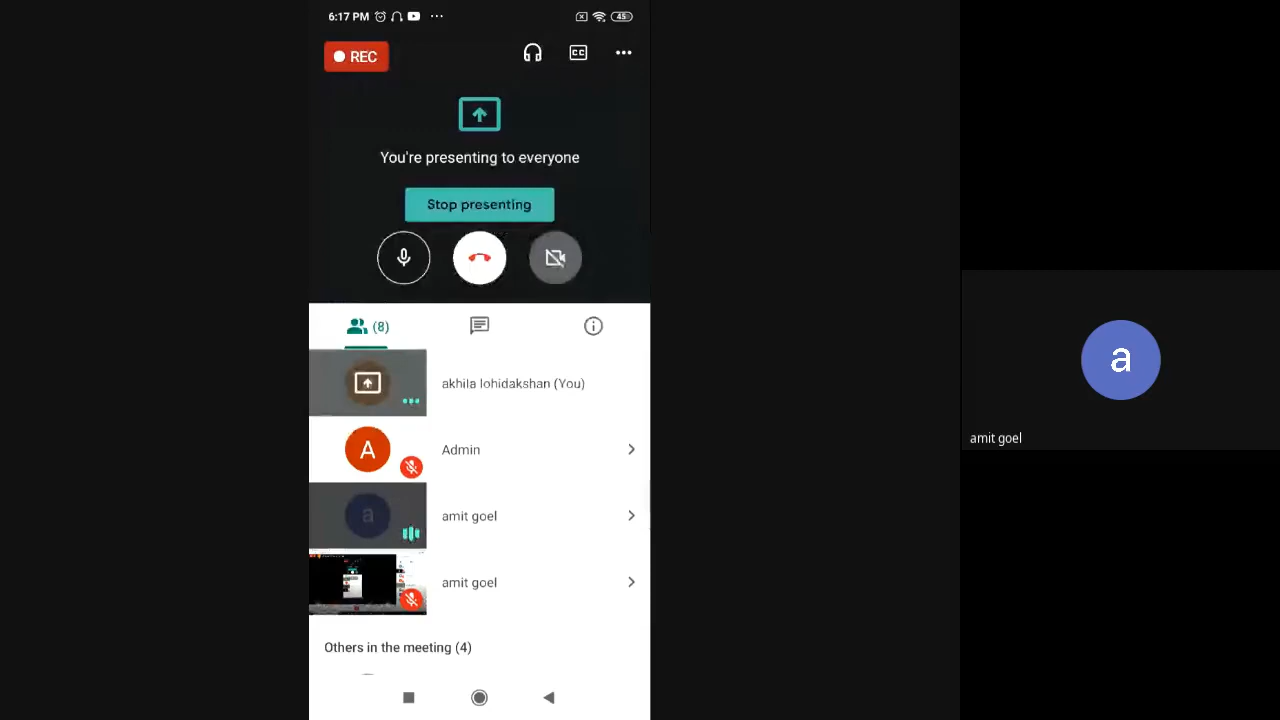 6:17 PM
45
REC
CC
You're presenting to everyone
Stop presenting
(8)
akhila lohidakshan (You)
A
Admin
a
amit goel
amit goel
Others in the meeting (4)
a
amit goel